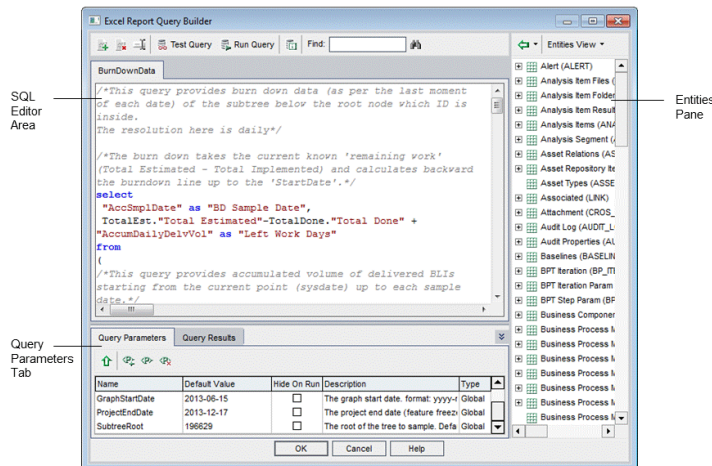 Excel Report Query Builder
Test Query
Run Query
Find:
Entities View
BurnDownData
SQL
Editor
Area
/*This query provides burn down data (as per the last moment
of each date) of the subtree below the root node which ID is
inside.
The resolution here is daily*/
/*The burn down takes the current known 'remaining work'
(Total Estimated - Total Implemented) and calculates backward
the burndown line up to the 'StartDate'.*/
select
"AccSmplDate" as "BD Sample Date",
TotalEst."Total Estimated"-TotalDone."Total Done" +
"AccumDailyDelvVol" as "Left Work Days"
from
(
/*This query provides accumulated volume of delivered BLIs
starting from the current point (sysdate) up to each sample
date.*/
Alert (ALERT)
Analysis Item Files (
Analysis Item Folder
Analysis Item Result
Analysis Items (ANA
Analysis Segment (
Asset Relations (AS
Asset Repository Ite
Asset Types (ASSE
Associated (LINK)
Attachment (CROS_
Audit Log (AUDIT_L
Audit Properties (AU
Baselines (BASELIN
BPT Iteration (BP_ITE
BPT Iteration Param
BPT Step Param (BP
Business Componer
Business Process M
Business Process M
Business Process M
Business Process M
Business Process M
Business Process M
Business Process M
Entities
Pane
Query
Parameters
Tab
Query Parameters
Query Results
Name Default Value Hide On Run Description Type
GraphStartDate 2013-06-15 The graph start date. format: yyyy-r Global
ProjectEndDate 2013-12-17 The project end date (feature freez Global
SubtreeRoot 196629 The root of the tree to sample. Defa Global
OK
Cancel
Help